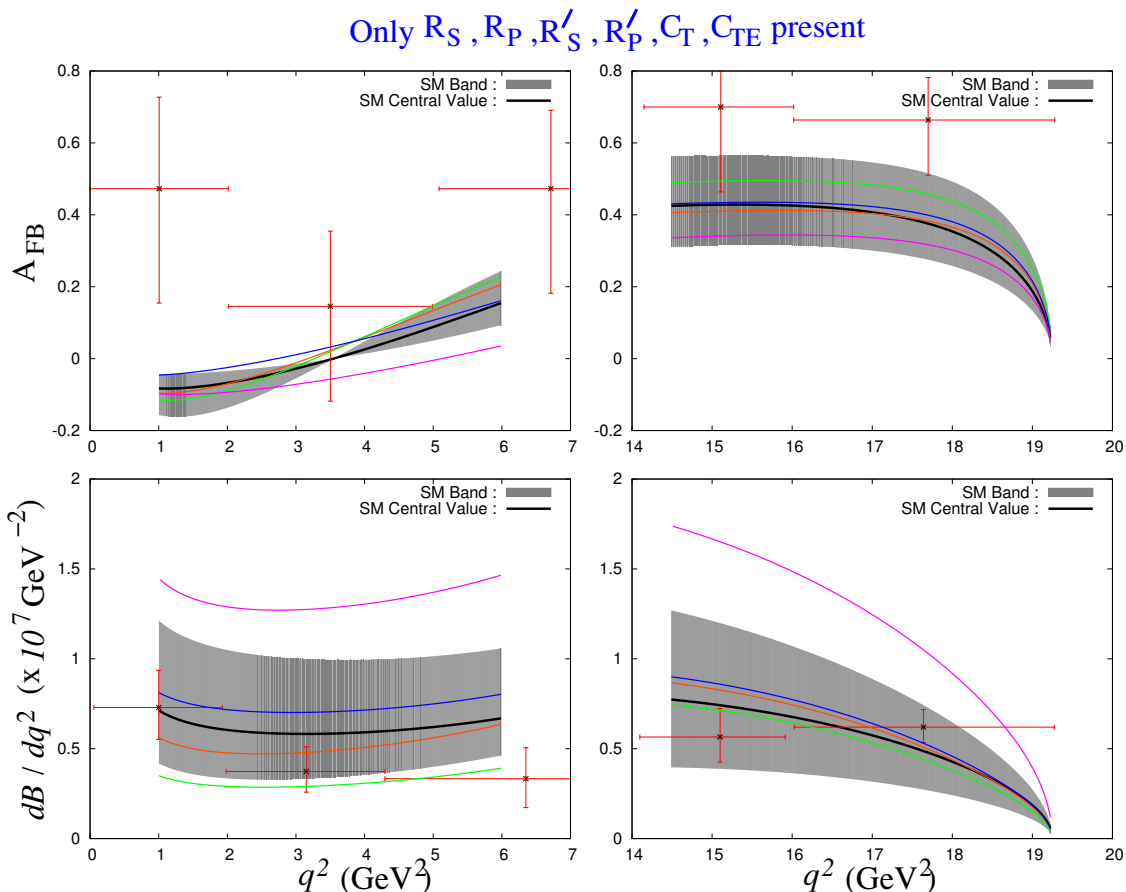 Only R_S , R_P , R′_S , R′_P , C_T , C_TE present
A_FB
0.8
0.6
0.4
0.2
0
-0.2
0 1 2 3 4 5 6 7
SM Band :
SM Central Value :
0.8
0.6
0.4
0.2
0
-0.2
14 15 16 17 18 19 20
SM Band :
SM Central Value :
dB / dq² (x 10⁷ GeV⁻²)
2
1.5
1
0.5
0
0 1 2 3 4 5 6 7
q² (GeV²)
SM Band :
SM Central Value :
2
1.5
1
0.5
0
14 15 16 17 18 19 20
q² (GeV²)
SM Band :
SM Central Value :